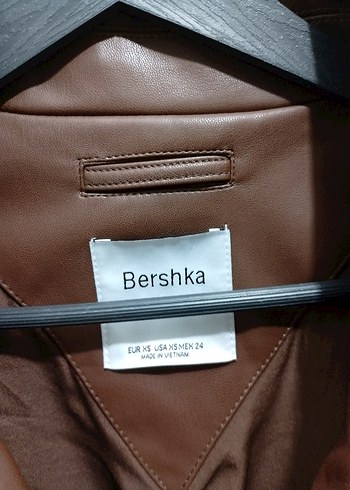 Bershka
EUR XS USA XS MEX 24
MADE IN VIETNAM